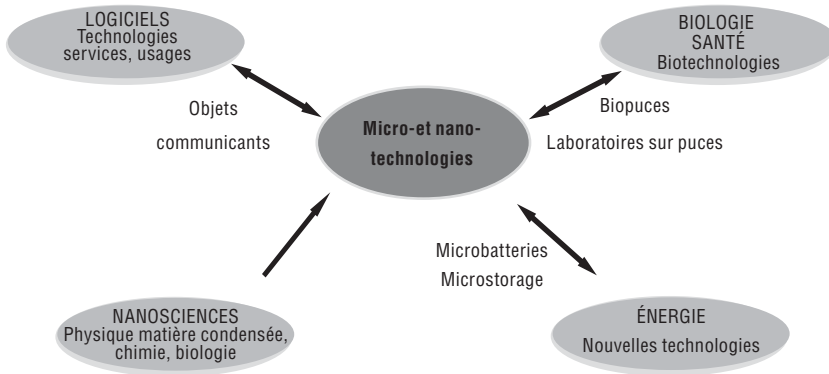 LOGICIELS
Technologies
services, usages
BIOLOGIE
SANTÉ
Biotechnologies
Objets
communicants
Micro-et nano-
technologies
Biopuces
Laboratoires sur puces
Microbatteries
Microstorage
NANOSCIENCES
Physique matière condensée,
chimie, biologie
ÉNERGIE
Nouvelles technologies